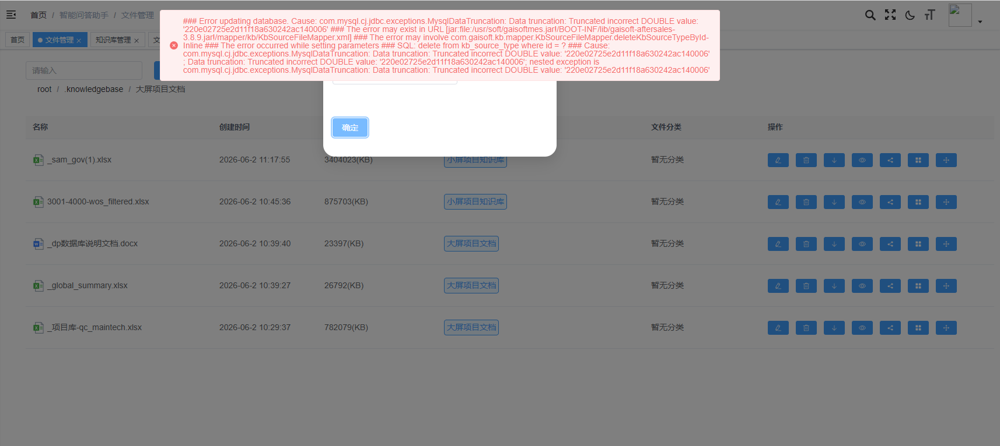 首页 / 智能问答助手 / 文件管理
### Error updating database. Cause: com.mysql.cj.jdbc.exceptions.MysqlDataTruncation: Data truncation: Truncated incorrect DOUBLE value:
'220e02725e2d11f18a630242ac140006' ### The error may exist in URL [jar:file:/usr/soft/gaisoftmes.jar!/BOOT-INF/lib/gaisoft-aftersales-
3.8.9.jar!/mapper/kb/KbSourceFileMapper.xml] ### The error may involve com.gaisoft.kb.mapper.KbSourceFileMapper.deleteKbSourceTypeById-
Inline ### The error occurred while setting parameters ### SQL: delete from kb_source_type where id = ? ### Cause:
com.mysql.cj.jdbc.exceptions.MysqlDataTruncation: Data truncation: Truncated incorrect DOUBLE value: '220e02725e2d11f18a630242ac140006'
; Data truncation: Truncated incorrect DOUBLE value: '220e02725e2d11f18a630242ac140006'; nested exception is
com.mysql.cj.jdbc.exceptions.MysqlDataTruncation: Data truncation: Truncated incorrect DOUBLE value: '220e02725e2d11f18a630242ac140006'
首页 文件管理 知识库管理 文
请输入
root / .knowledgebase / 大屏项目文档
确定
名称 创建时间 文件分类 操作
_sam_gov(1).xlsx 2026-06-2 11:17:55 3404023(KB) 小屏项目知识库 暂无分类
3001-4000-wos_filtered.xlsx 2026-06-2 10:45:36 875703(KB) 小屏项目知识库 暂无分类
_dp数据库说明文档.docx 2026-06-2 10:39:40 23397(KB) 大屏项目文档 暂无分类
_global_summary.xlsx 2026-06-2 10:39:27 26792(KB) 大屏项目文档 暂无分类
_项目库-qc_maintech.xlsx 2026-06-2 10:29:37 782079(KB) 大屏项目文档 暂无分类